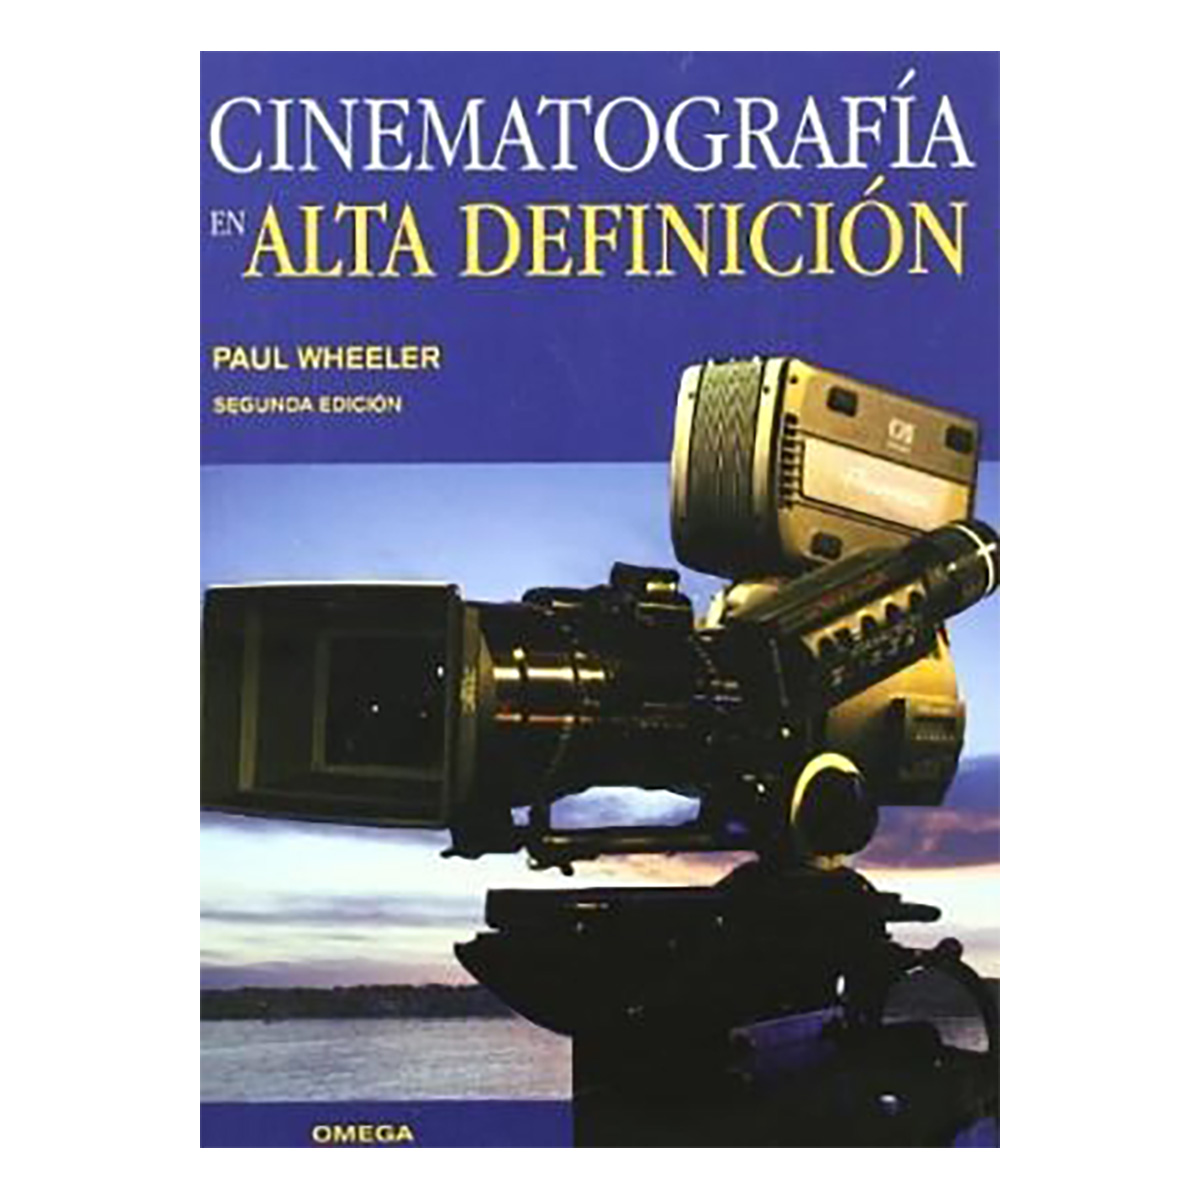 CINEMATOGRAFÍA
EN ALTA DEFINICIÓN
PAUL WHEELER
SEGUNDA EDICIÓN
OMEGA